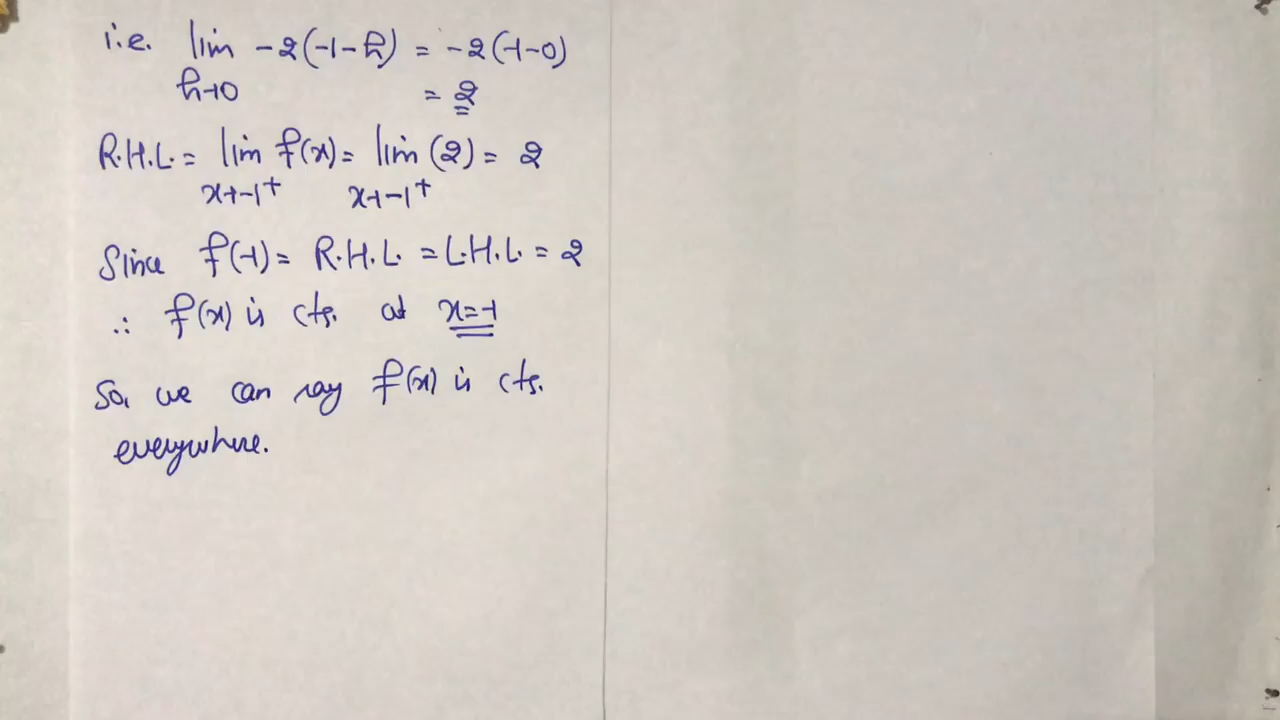 i.e. lim -2(-1-h) = -2(-1-0)
h→0 = 2
R.H.L. = lim f(x) = lim (2) = 2
x→-1+ x→-1+
Since f(-1) = R.H.L. = L.H.L. = 2
∴ f(x) is cts. at x=-1
So, we can say f(x) is cts.
everywhere.